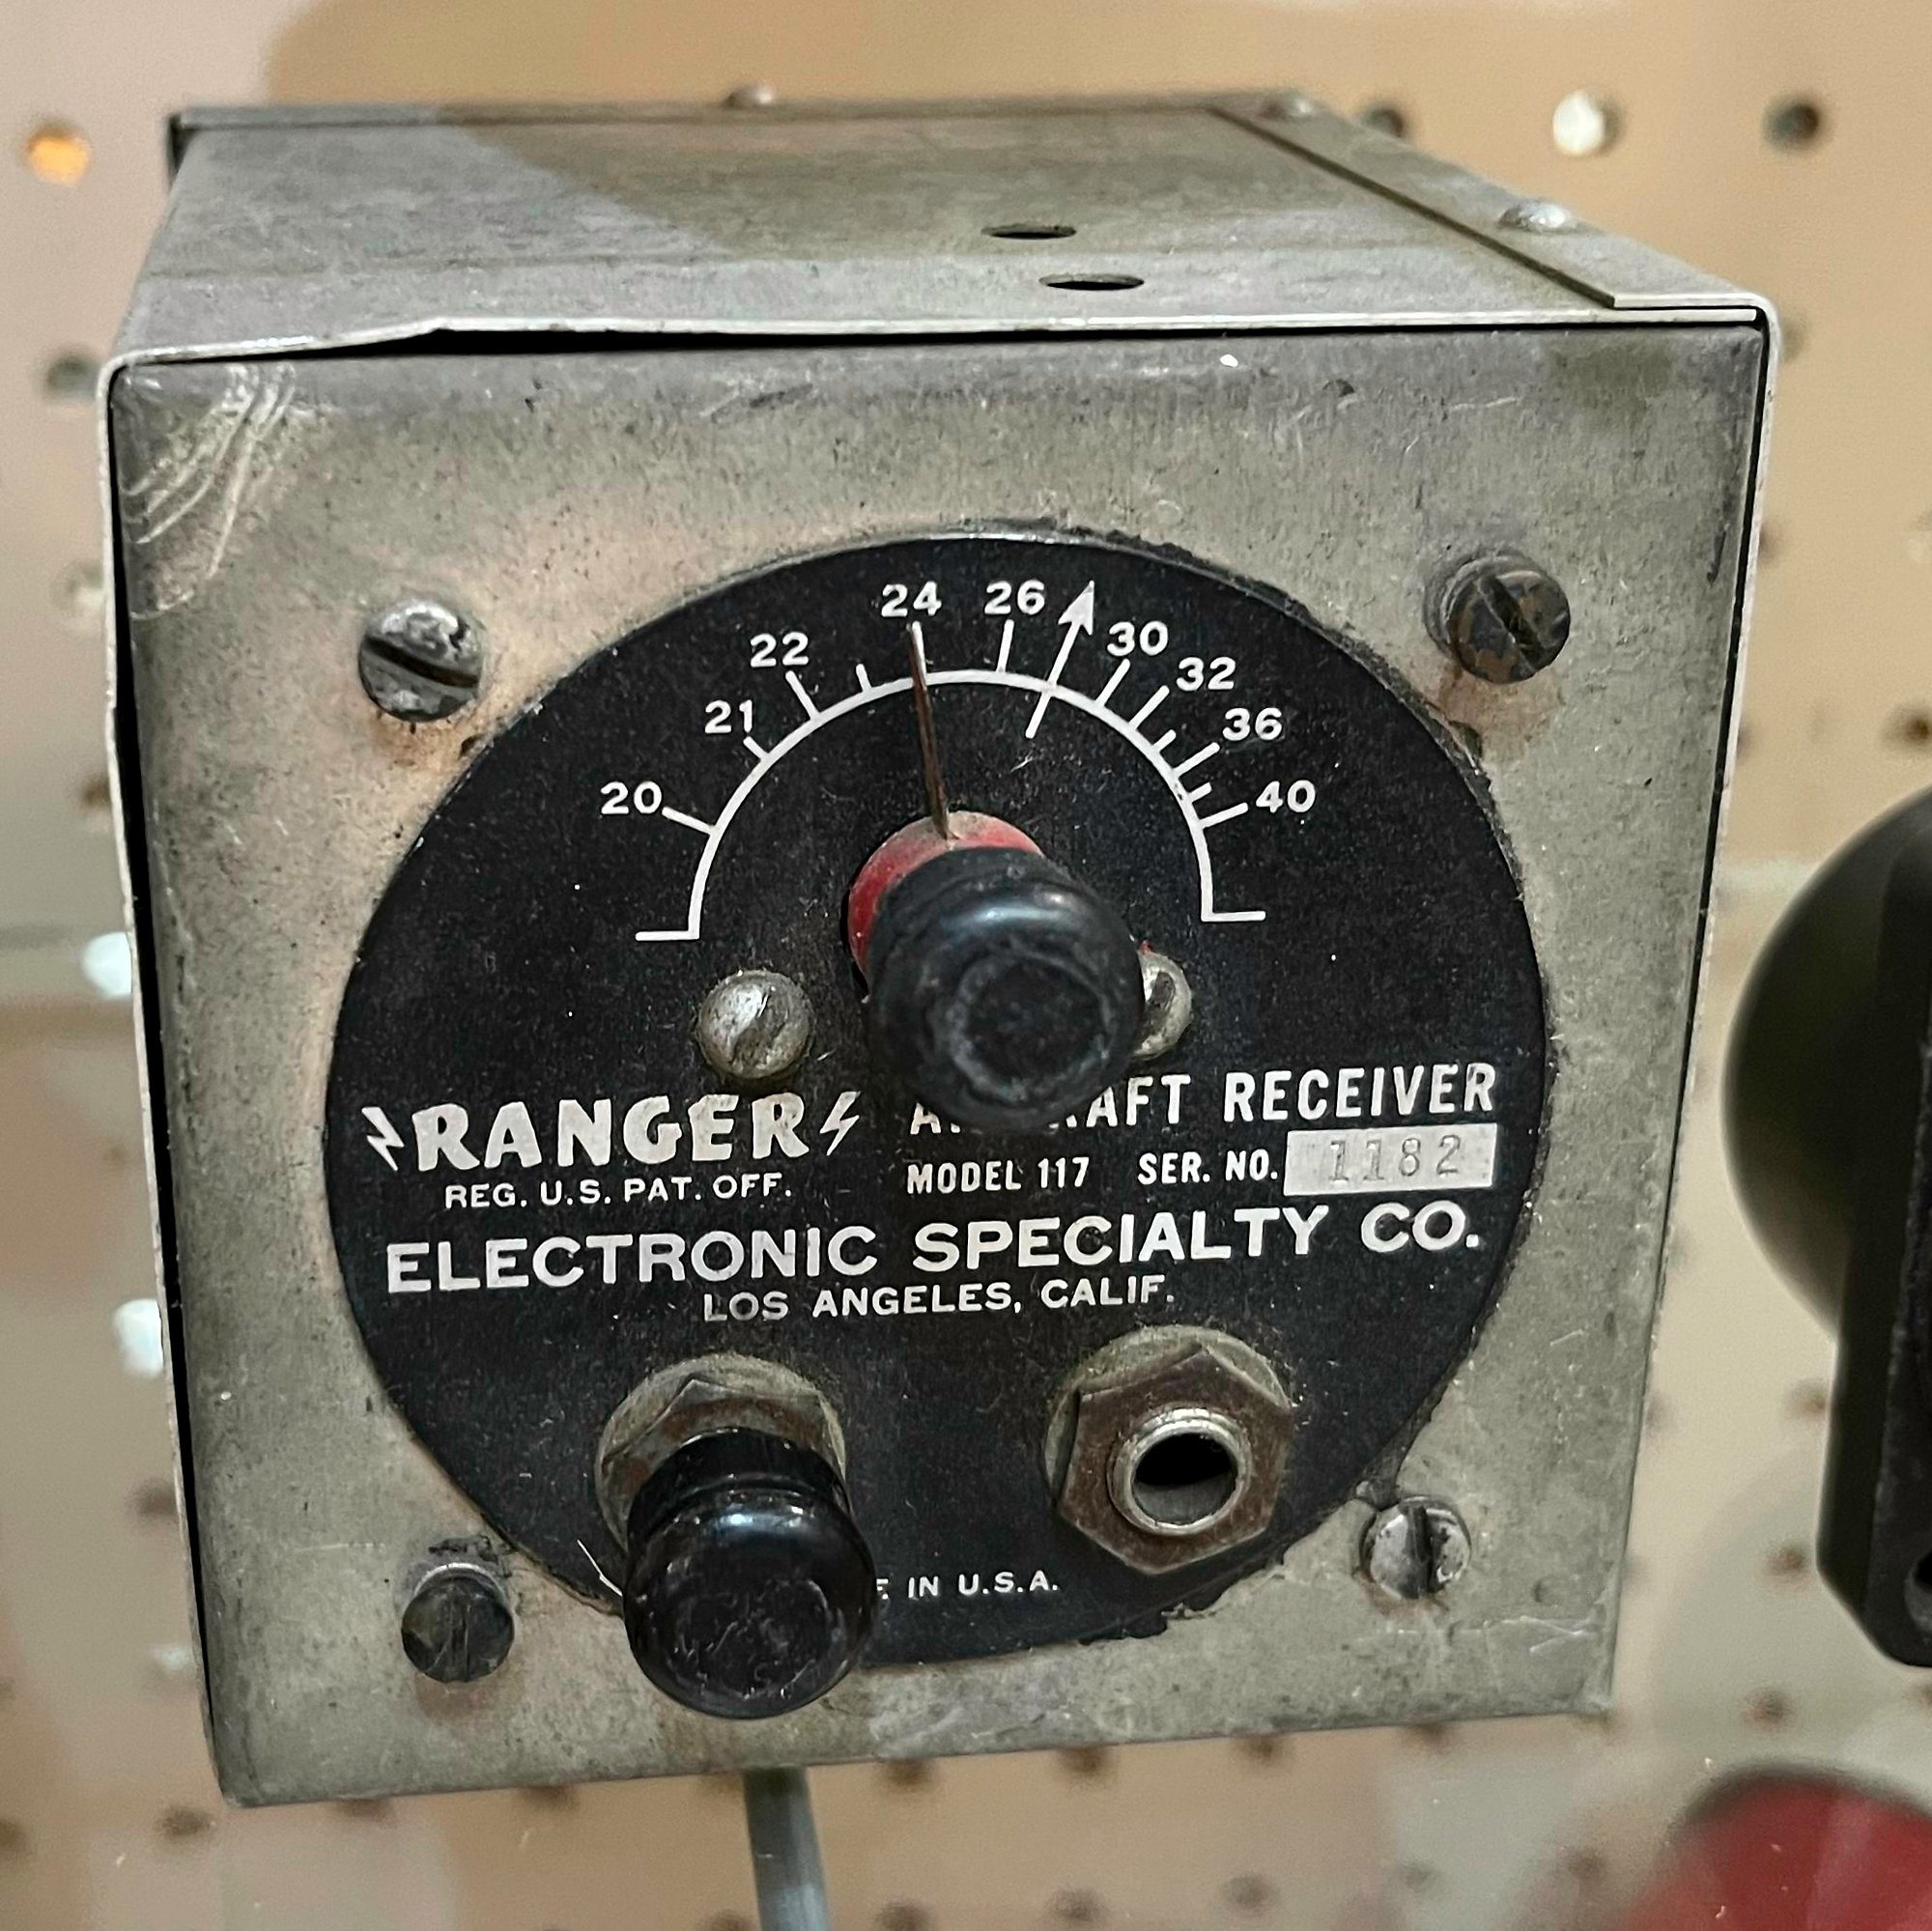 20 21 22 24 26 30 32 36 40
RANGER
REG. U.S. PAT. OFF.
RECEIVER
MODEL 117 SER. NO. 1182
ELECTRONIC SPECIALTY CO.
LOS ANGELES, CALIF.
IN U.S.A.